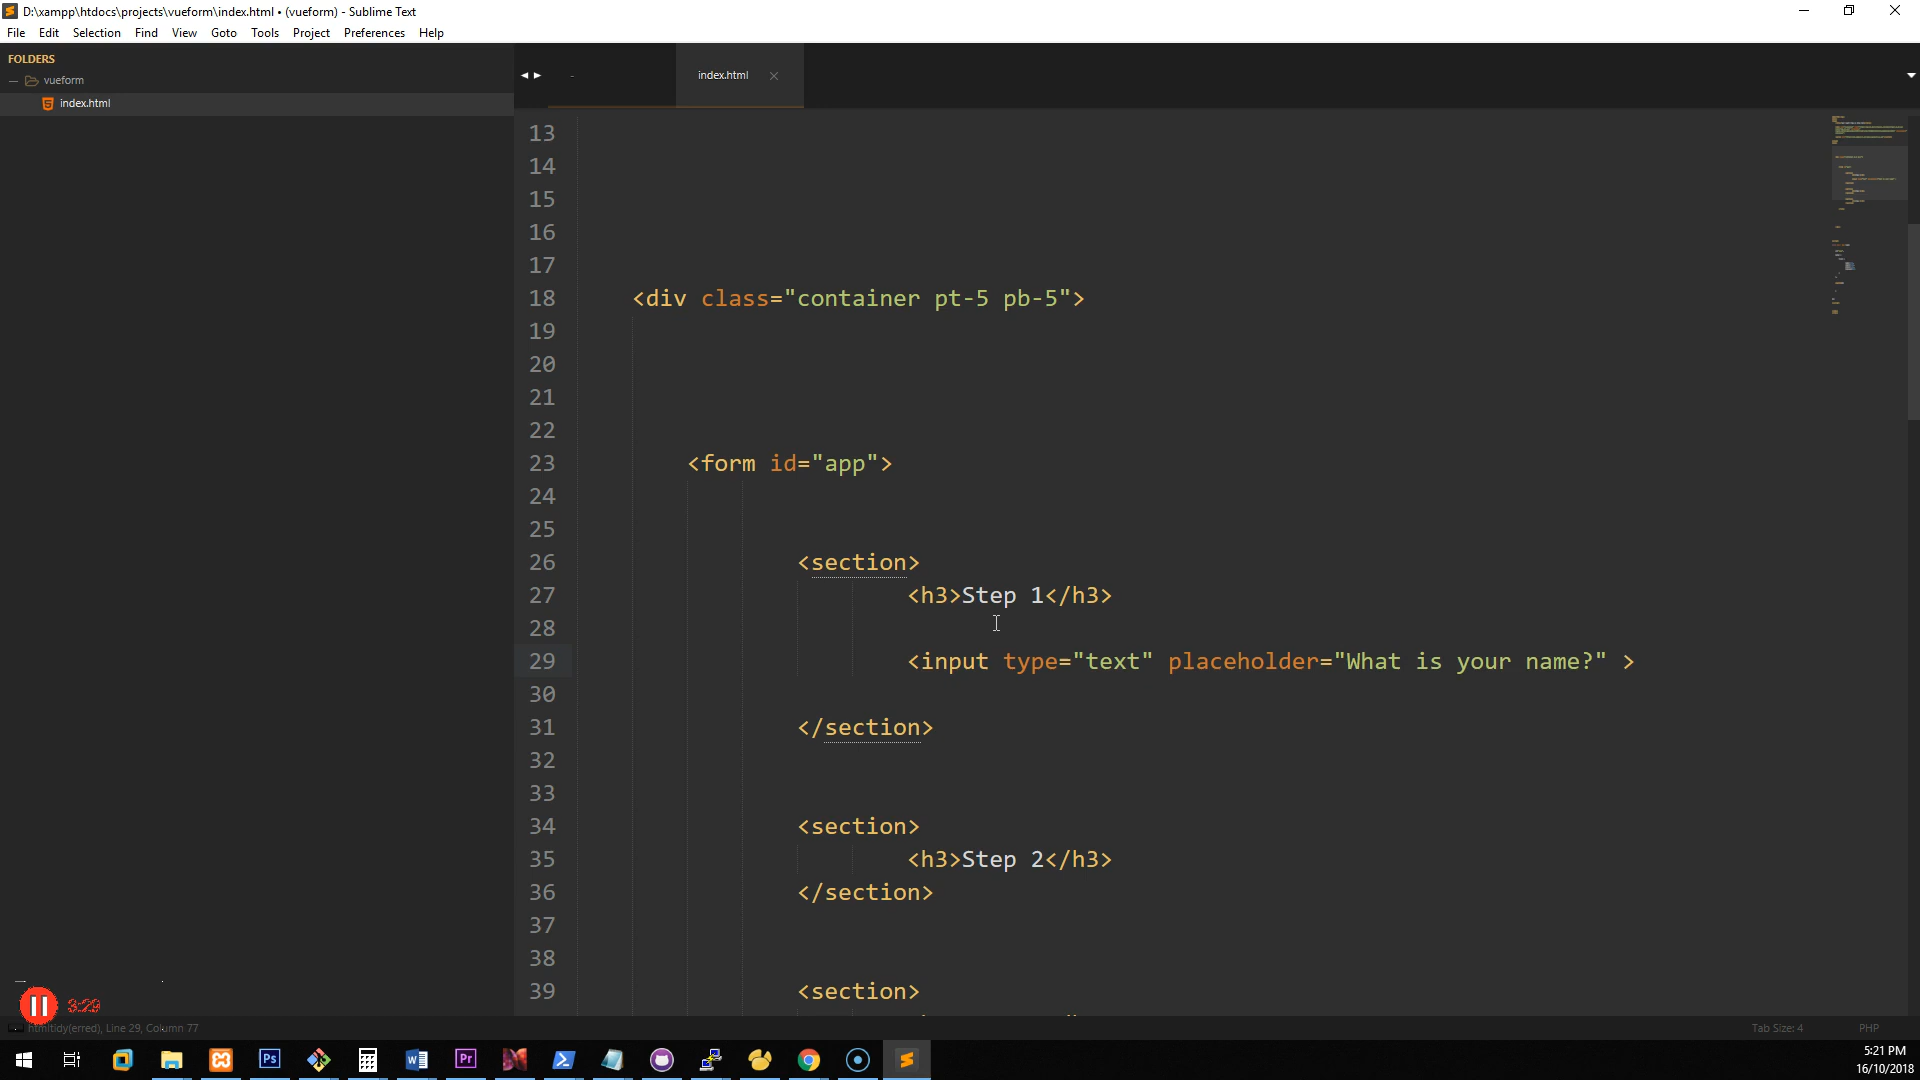 D:\xampp\htdocs\projects\vueform\index.html • (vueform) - Sublime Text
File Edit Selection Find View Goto Tools Project Preferences Help
FOLDERS
vueform
index.html
index.html
13
14
15
16
17
18 <div class="container pt-5 pb-5">
19
20
21
22
23 <form id="app">
24
25
26 <section>
27 <h3>Step 1</h3>
28
29 <input type="text" placeholder="What is your name?" >
30
31 </section>
32
33
34 <section>
35 <h3>Step 2</h3>
36 </section>
37
38
39 <section>
3:29
htmltidy(erred), Line 29, Column 77
Tab Size: 4 PHP
Ps
Pr
5:21 PM
16/10/2018